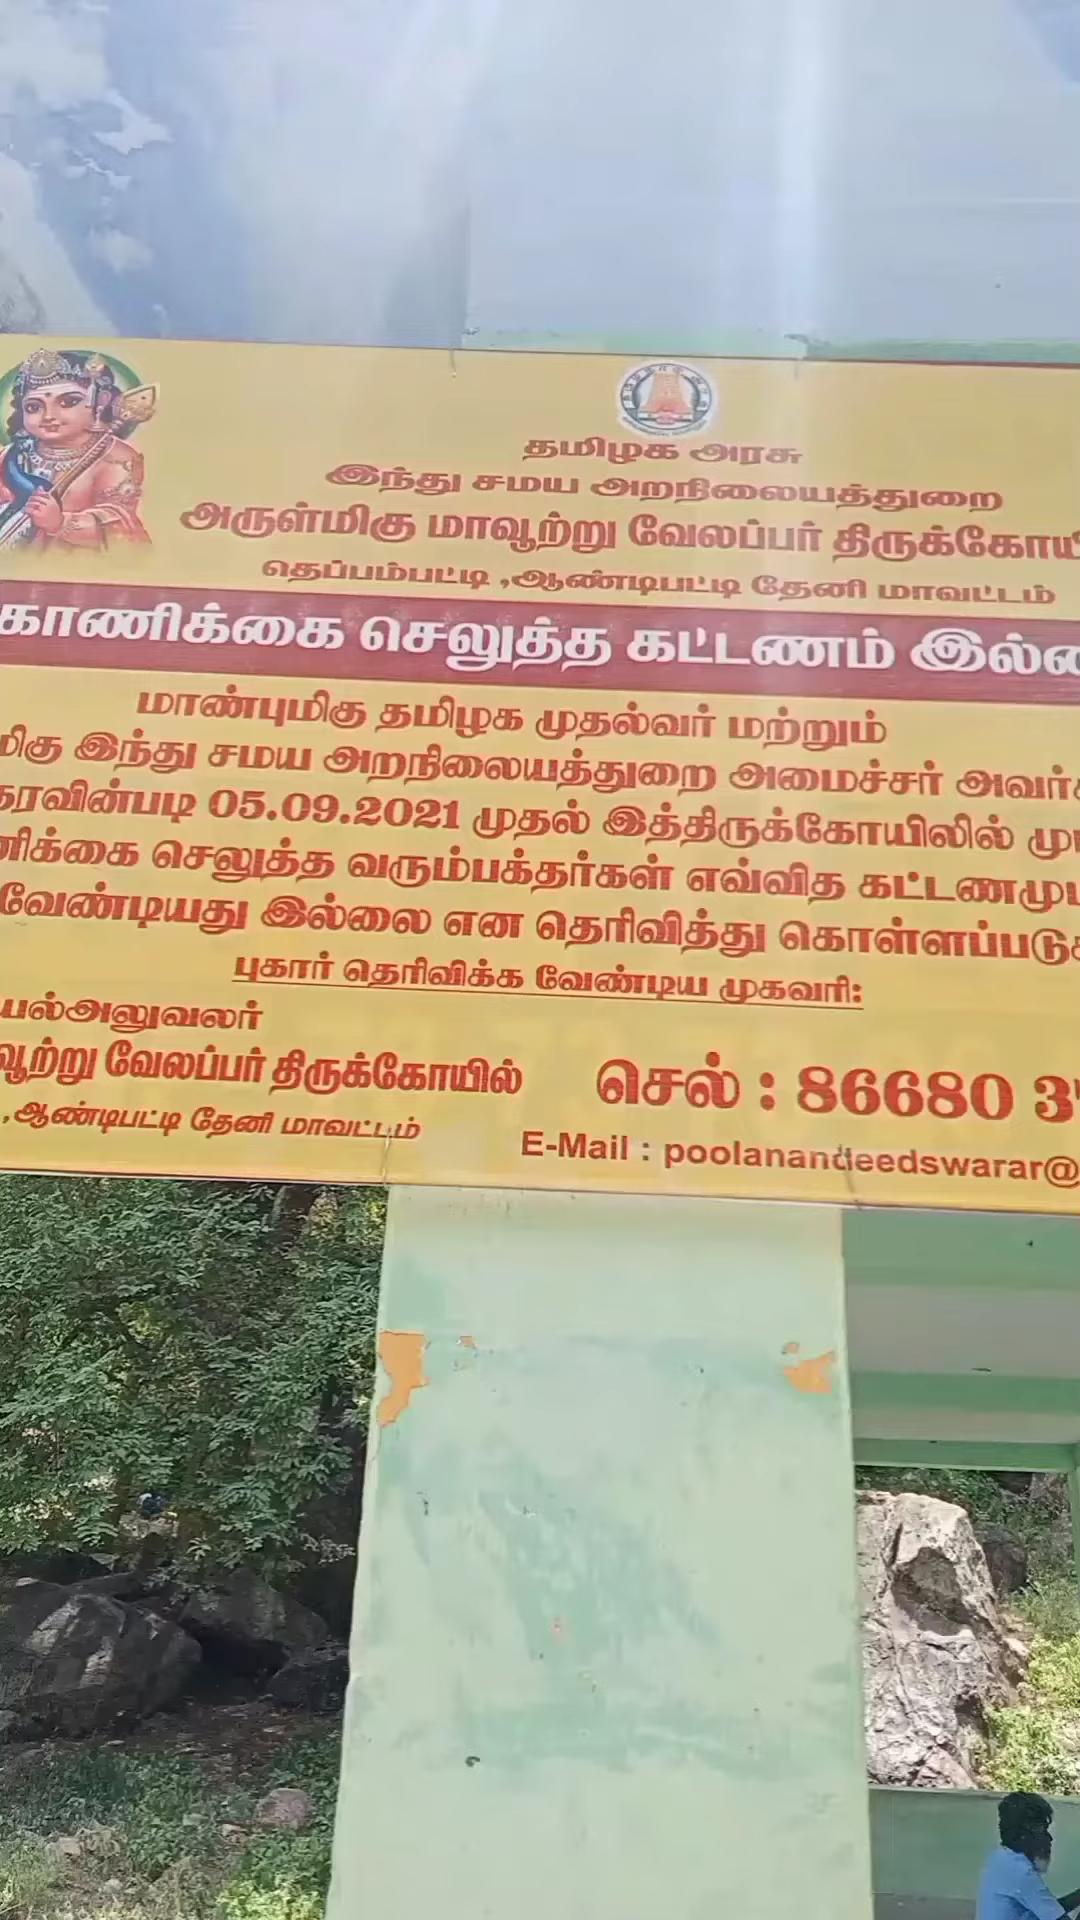 தமிழக அரசு
இந்து சமய அறநிலையத்துறை
அருள்மிகு மாவூற்று வேலப்பர் திருக்கோயி
தெப்பம்பட்டி ,ஆண்டிபட்டி தேனி மாவட்டம்
காணிக்கை செலுத்த கட்டணம் இல்லை
மாண்புமிகு தமிழக முதல்வர் மற்றும்
மிகு இந்து சமய அறநிலையத்துறை அமைச்சர் அவர்க
தரவின்படி 05.09.2021 முதல் இத்திருக்கோயிலில் மு
ணிக்கை செலுத்த வரும்பக்தர்கள் எவ்வித கட்டணமு
வேண்டியது இல்லை என தெரிவித்து கொள்ளப்படு
புகார் தெரிவிக்க வேண்டிய முகவரி:
யல்அலுவலர்
வூற்று வேலப்பர் திருக்கோயில்
,ஆண்டிபட்டி தேனி மாவட்டம்
செல் : 86680 3
E-Mail : poolanandeedswarar@